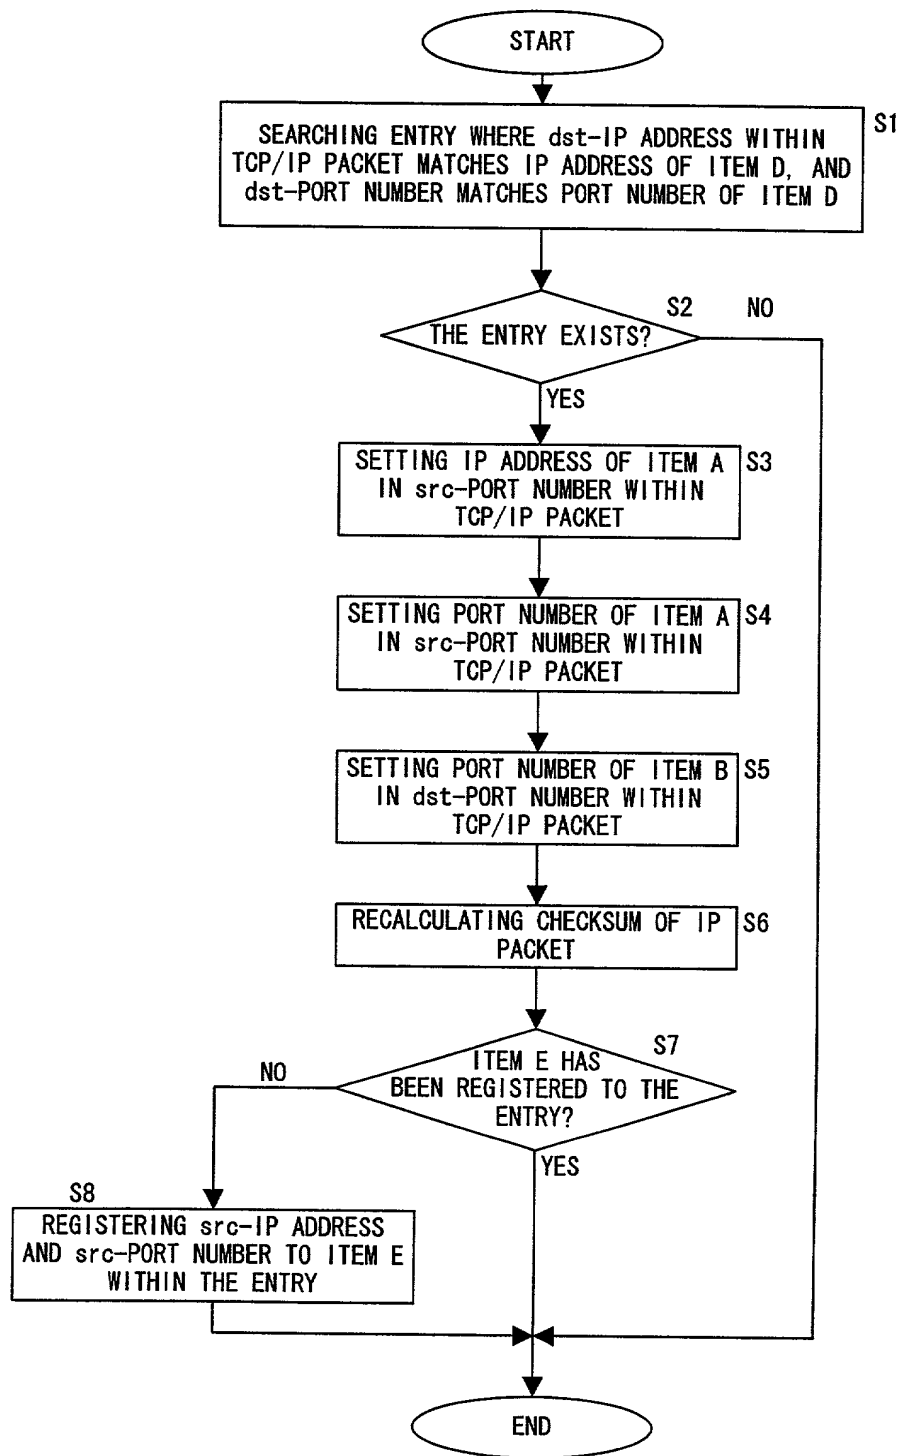 START
S1
SEARCHING ENTRY WHERE dst-IP ADDRESS WITHIN
TCP/IP PACKET MATCHES IP ADDRESS OF ITEM D, AND
dst-PORT NUMBER MATCHES PORT NUMBER OF ITEM D
S2
NO
THE ENTRY EXISTS?
YES
SETTING IP ADDRESS OF ITEM A
IN src-PORT NUMBER WITHIN
TCP/IP PACKET
S3
SETTING PORT NUMBER OF ITEM A
IN src-PORT NUMBER WITHIN
TCP/IP PACKET
S4
SETTING PORT NUMBER OF ITEM B
IN dst-PORT NUMBER WITHIN
TCP/IP PACKET
S5
RECALCULATING CHECKSUM OF IP
PACKET
S6
S7
ITEM E HAS
BEEN REGISTERED TO THE
ENTRY?
NO
YES
S8
REGISTERING src-IP ADDRESS
AND src-PORT NUMBER TO ITEM E
WITHIN THE ENTRY
END